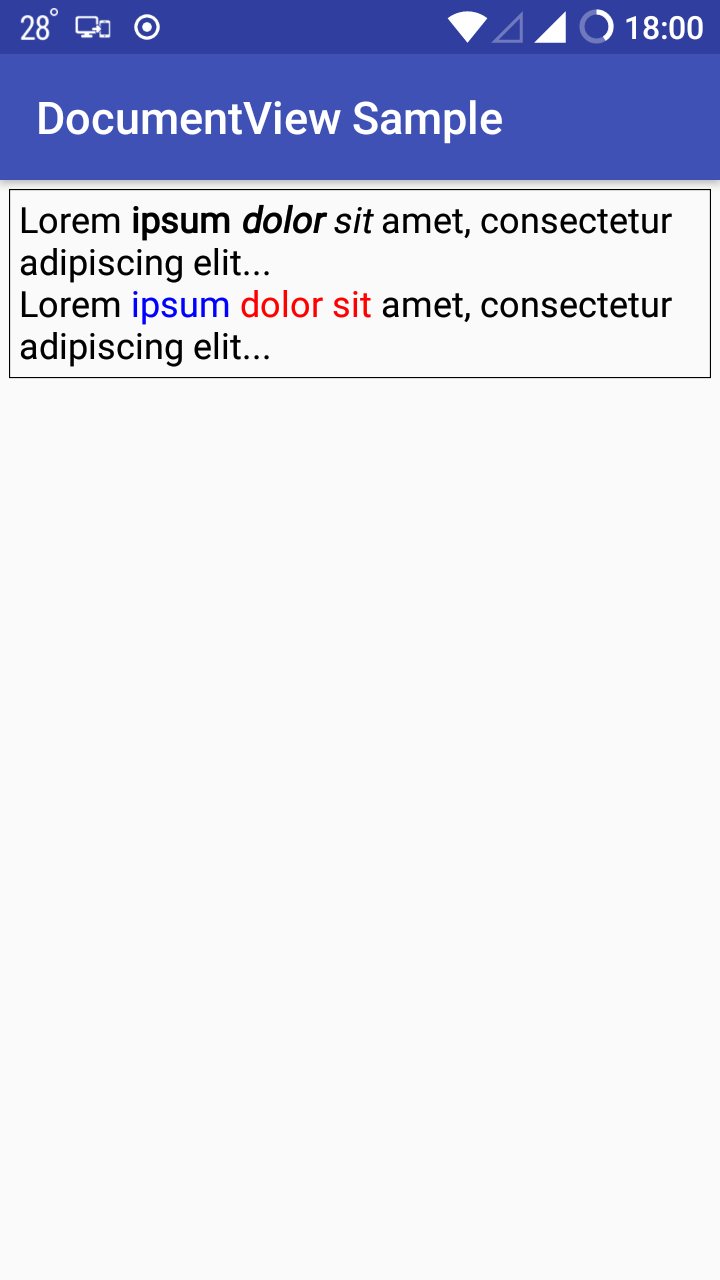 28° 18:00
DocumentView Sample
Lorem ipsum dolor sit amet, consectetur
adipiscing elit...
Lorem ipsum dolor sit amet, consectetur
adipiscing elit...